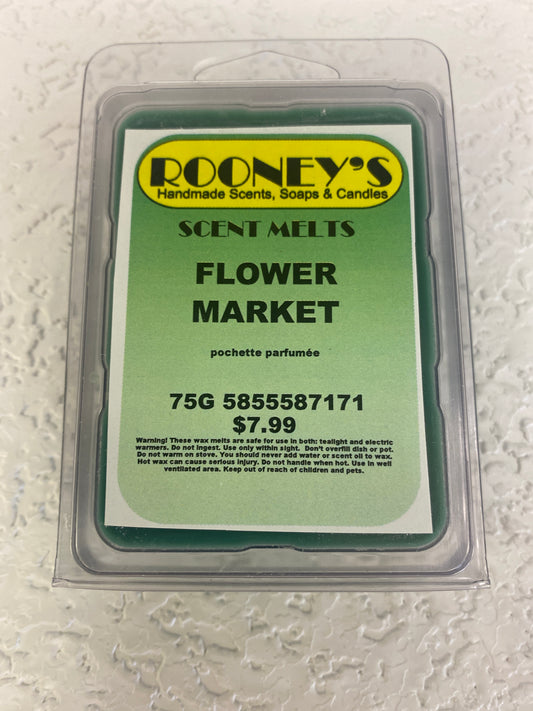 ROONEY'S
Handmade Scents, Soaps & Candles
SCENT MELTS
FLOWER
MARKET
pochette parfumée
75G 5855587171
$7.99
Warning! These wax melts are safe for use in both: tealight and electric
warmers. Do not ingest. Use only within sight. Don't overfill dish or pot.
Do not warm on stove. You should never add water or scent oil to wax.
Hot wax can cause serious injury. Do not handle when hot. Use in well
ventilated area. Keep out of reach of children and pets.